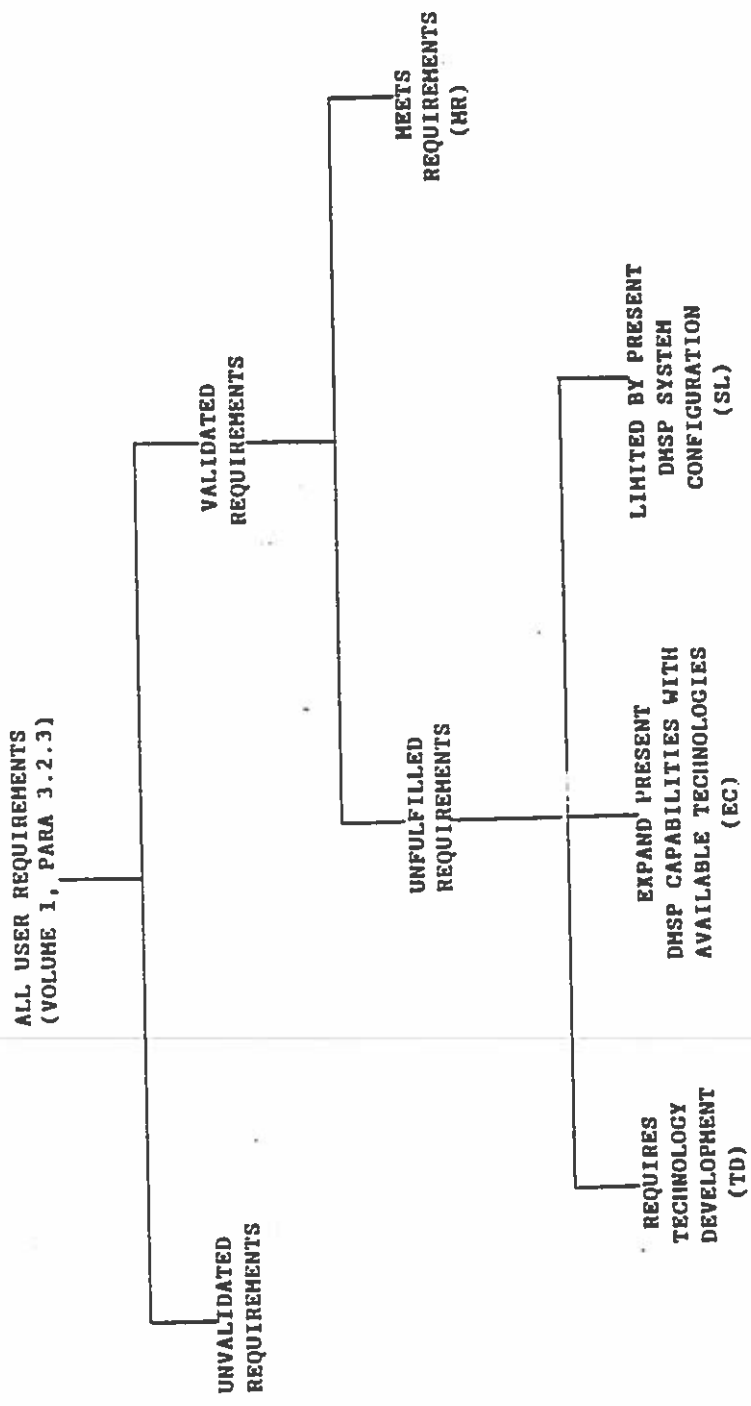 ALL USER REQUIREMENTS
(VOLUME 1, PARA 3.2.3)
UNVALIDATED
REQUIREMENTS
VALIDATED
REQUIREMENTS
UNFULFILLED
REQUIREMENTS
MEETS
REQUIREMENTS
(MR)
REQUIRES
TECHNOLOGY
DEVELOPMENT
(TD)
EXPAND PRESENT
DMSP CAPABILITIES WITH
AVAILABLE TECHNOLOGIES
(EC)
LIMITED BY PRESENT
DMSP SYSTEM
CONFIGURATION
(SL)